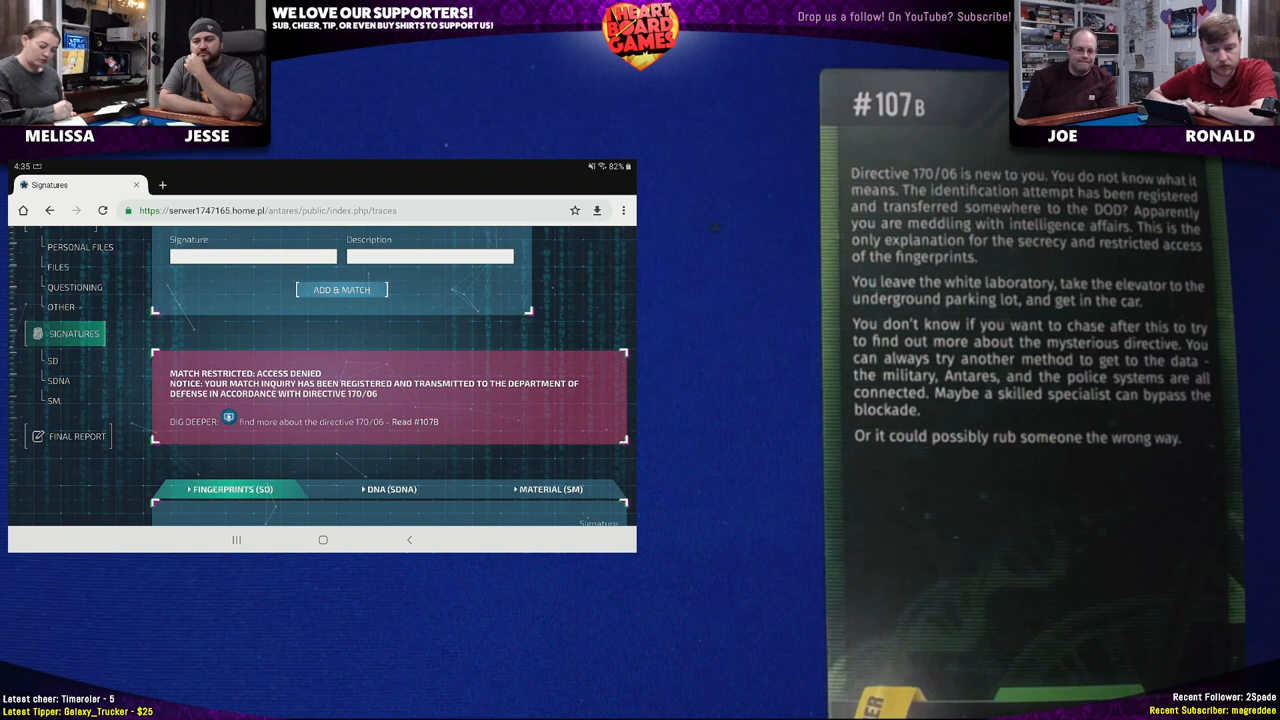 WE LOVE OUR SUPPORTERS!
SUB, CHEER, TIP, OR EVEN BUY SHIRTS TO SUPPORT US!
I HEART
BOARD
GAMES
Drop us a follow! On YouTube? Subscribe!
MELISSA
JESSE
JOE
RONALD
4:35
82%
Signatures
https://serwer1741365.home.pl/antares/public/index.php/traces
PERSONAL FILES
FILES
QUESTIONING
OTHER
SIGNATURES
SD
DNA
SM
FINAL REPORT
Signature
Description
ADD & MATCH
MATCH RESTRICTED: ACCESS DENIED
NOTICE: YOUR MATCH INQUIRY HAS BEEN REGISTERED AND TRANSMITTED TO THE DEPARTMENT OF
DEFENSE IN ACCORDANCE WITH DIRECTIVE 170/06
DIG DEEPER: find more about the directive 170/06 - Read #107B
FINGERPRINTS (SD)
DNA (SDNA)
MATERIAL (SM)
Signature
#107B
Directive 170/06 is new to you. You do not know what it
means. The identification attempt has been registered
and transferred somewhere to the DOD? Apparently
you are meddling with intelligence affairs. This is the
only explanation for the secrecy and restricted access
of the fingerprints.
You leave the white laboratory, take the elevator to the
underground parking lot, and get in the car.
You don't know if you want to chase after this to try
to find out more about the mysterious directive. You
can always try another method to get to the data -
the military, Antares, and the police systems are all
connected. Maybe a skilled specialist can bypass the
blockade.
Or it could possibly rub someone the wrong way.
Latest cheer: Timeroler - 5
Latest Tipper: Galaxy_Trucker - $25
Recent Follower: 2Spo
Recent Subscriber: magreddee